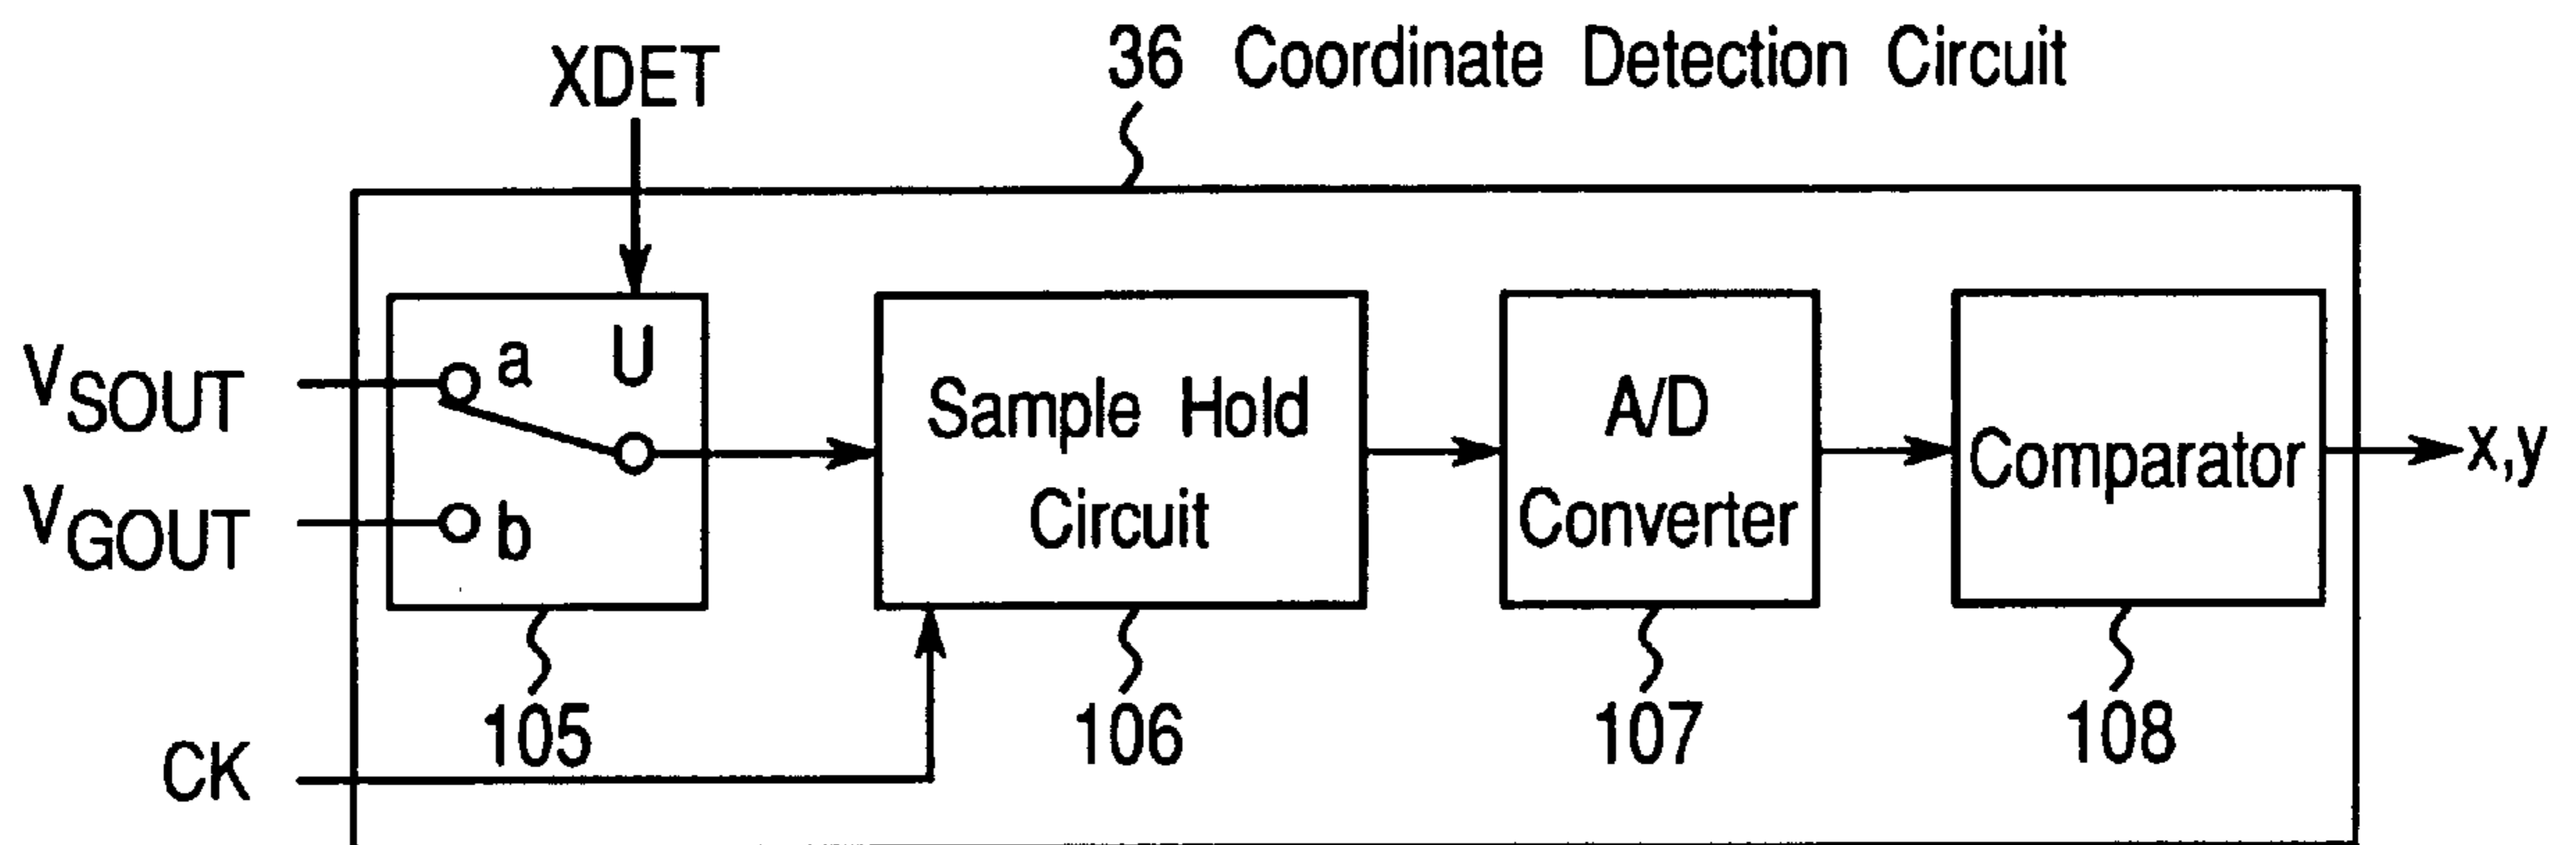 XDET
36 Coordinate Detection Circuit
VSOUT
VGOUT
CK
a
U
b
Sample Hold
Circuit
A/D
Converter
Comparator
x,y
105
106
107
108